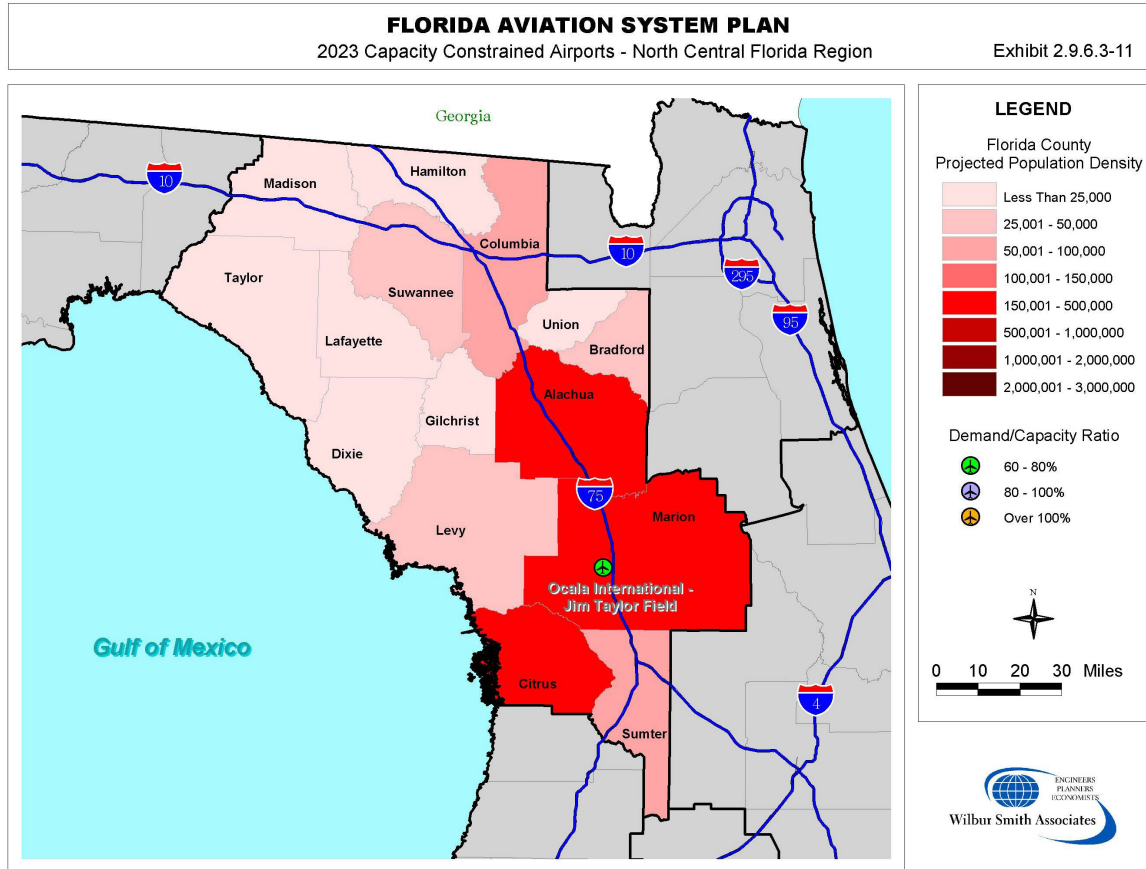 FLORIDA AVIATION SYSTEM PLAN
2023 Capacity Constrained Airports - North Central Florida Region
Exhibit 2.9.6.3-11
Georgia
Hamilton
Madison
10
Columbia
10
Taylor
295
Suwannee
95
Union
Lafayette
Bradford
Alachua
Gilchrist
Dixie
75
Marion
Levy
Ocala International -
Jim Taylor Field
Gulf of Mexico
Citrus
4
Sumter
LEGEND
Florida County
Projected Population Density
Less Than 25,000
25,001 - 50,000
50,001 - 100,000
100,001 - 150,000
150,001 - 500,000
500,001 - 1,000,000
1,000,001 - 2,000,000
2,000,001 - 3,000,000
Demand/Capacity Ratio
60 - 80%
80 - 100%
Over 100%
N
0 10 20 30 Miles
ENGINEERS
PLANNERS
ECONOMISTS
Wilbur Smith Associates